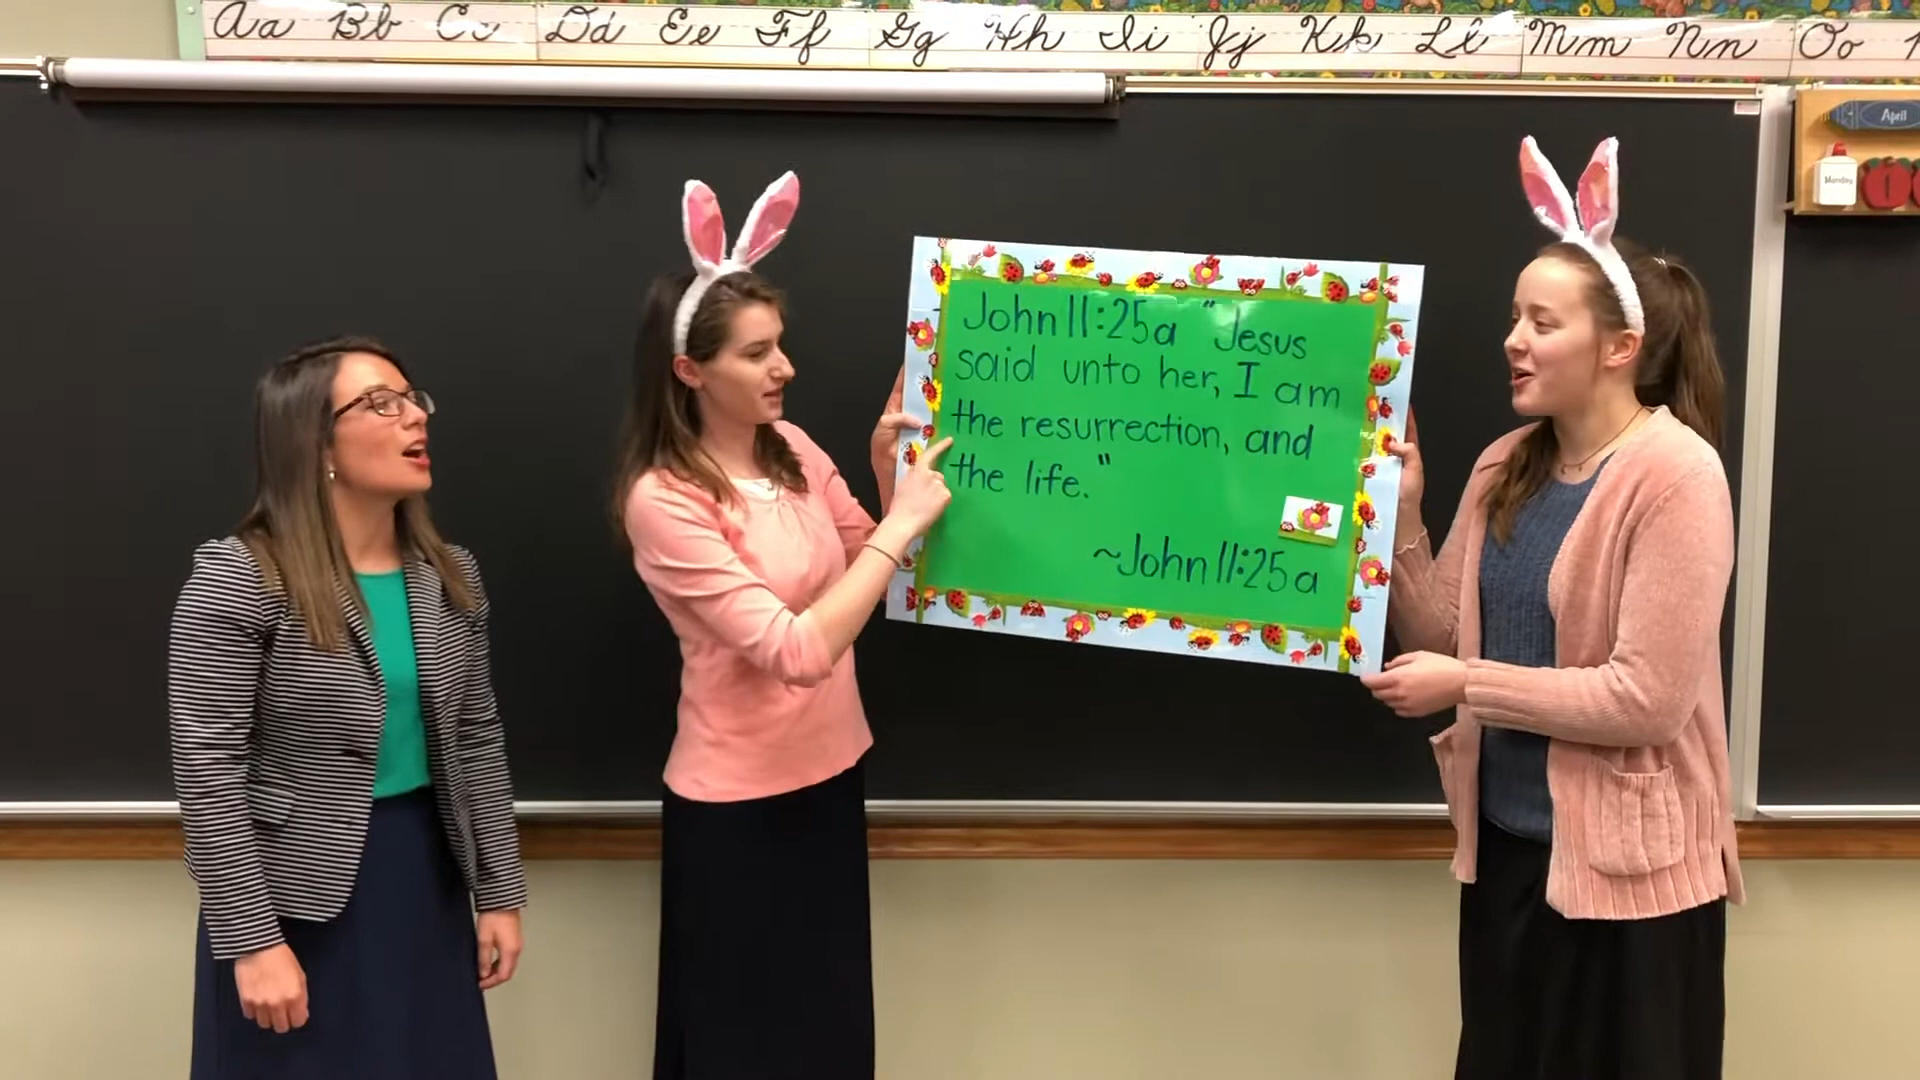 Aa Bb Cc Dd Ee Ff Gg Hh Ii Jj Kk Ll Mm Nn Oo
April
Monday
John 11:25a "Jesus
said unto her, I am
the resurrection, and
the life."
~John 11:25a